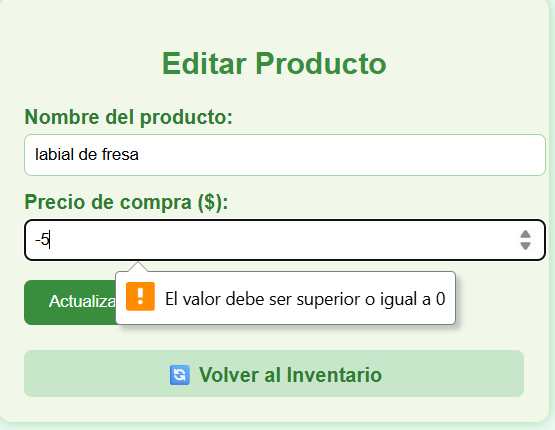 Editar Producto
Nombre del producto:
labial de fresa
Precio de compra ($):
-5
Actualiza
El valor debe ser superior o igual a 0
Volver al Inventario